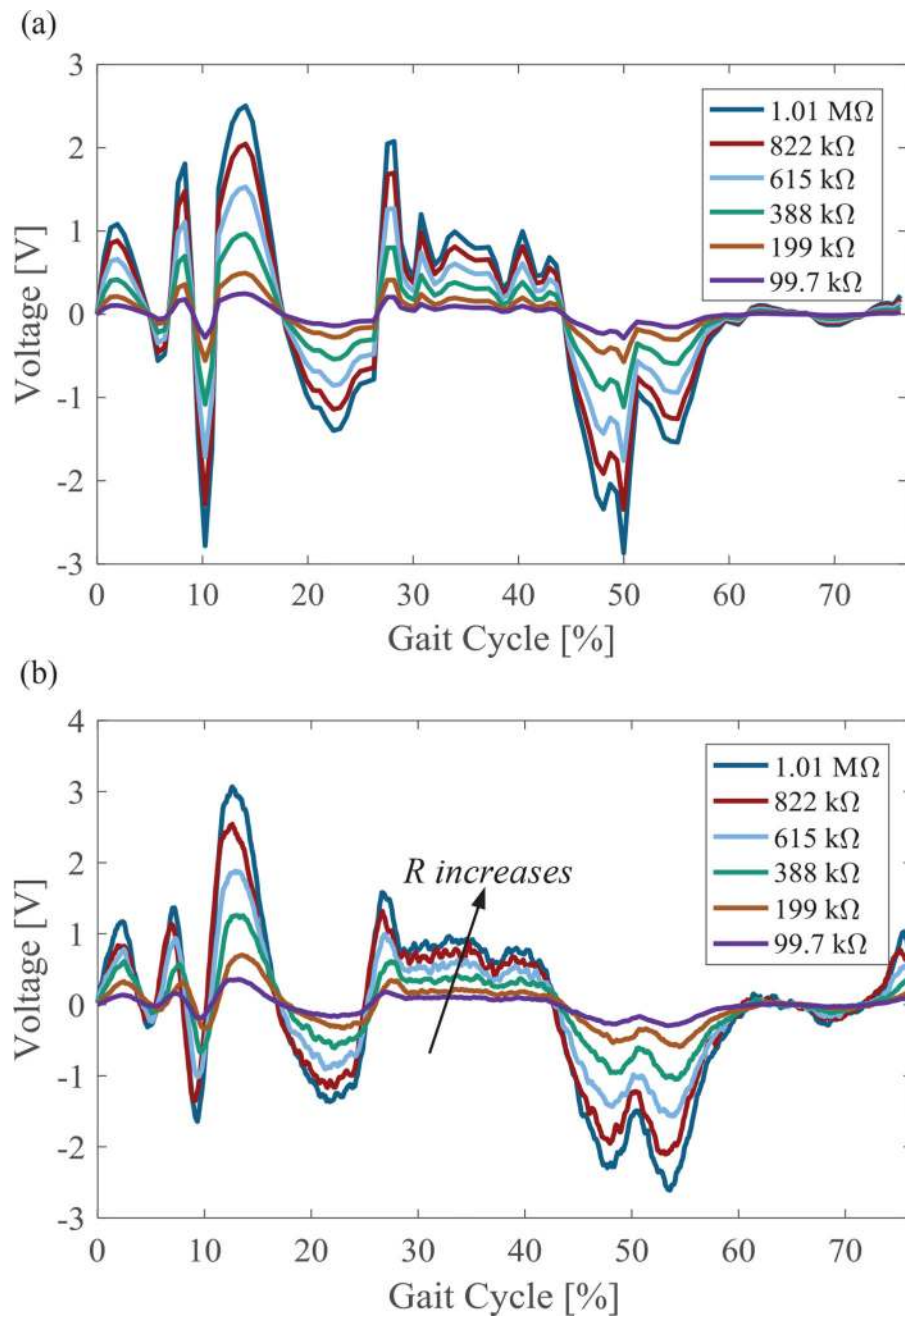 (a)
3
2
1
0
-1
-2
-3
Voltage [V]
1.01 MΩ
822 kΩ
615 kΩ
388 kΩ
199 kΩ
99.7 kΩ
0 10 20 30 40 50 60 70
Gait Cycle [%]
(b)
4
3
2
1
0
-1
-2
-3
Voltage [V]
R increases
1.01 MΩ
822 kΩ
615 kΩ
388 kΩ
199 kΩ
99.7 kΩ
0 10 20 30 40 50 60 70
Gait Cycle [%]